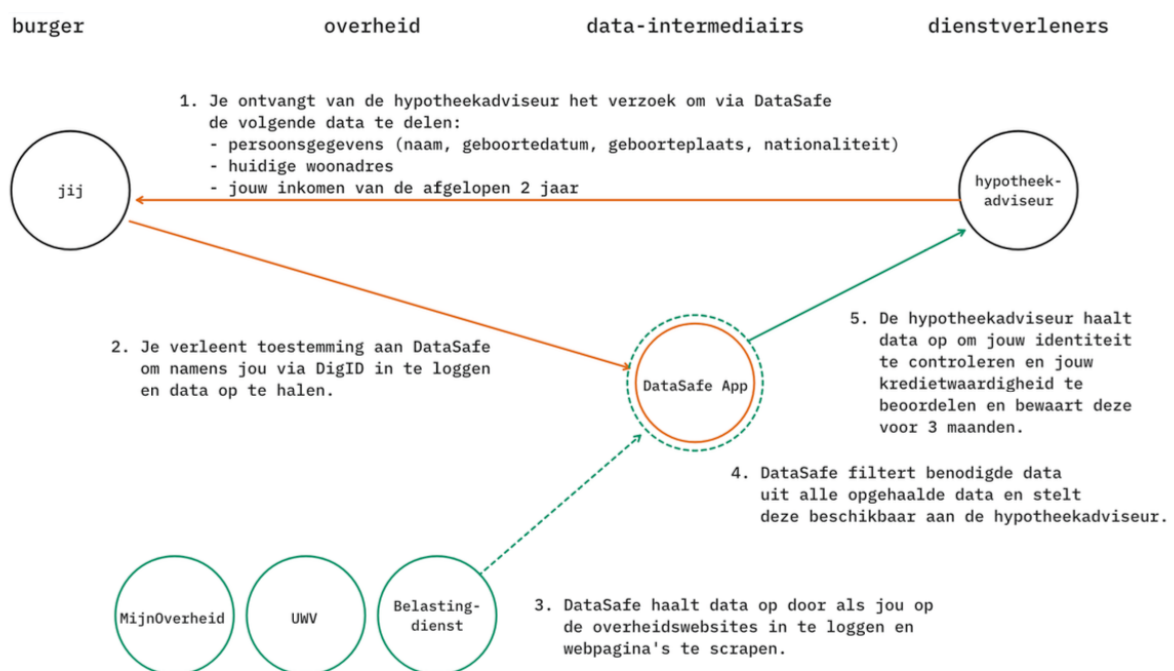 burger
overheid
data-intermediairs
dienstverleners
1. Je ontvangt van de hypotheekadviseur het verzoek om via DataSafe
de volgende data te delen:
- persoonsgegevens (naam, geboortedatum, geboorteplaats, nationaliteit)
- huidige woonadres
- jouw inkomen van de afgelopen 2 jaar
jij
hypotheek-
adviseur
2. Je verleent toestemming aan DataSafe
om namens jou via DigID in te loggen
en data op te halen.
DataSafe App
5. De hypotheekadviseur haalt
data op om jouw identiteit
te controleren en jouw
kredietwaardigheid te
beoordelen en bewaart deze
voor 3 maanden.
4. DataSafe filtert benodigde data
uit alle opgehaalde data en stelt
deze beschikbaar aan de hypotheekadviseur.
MijnOverheid
UWV
Belasting-
dienst
3. DataSafe haalt data op door als jou op
de overheidswebsites in te loggen en
webpagina's te scrapen.